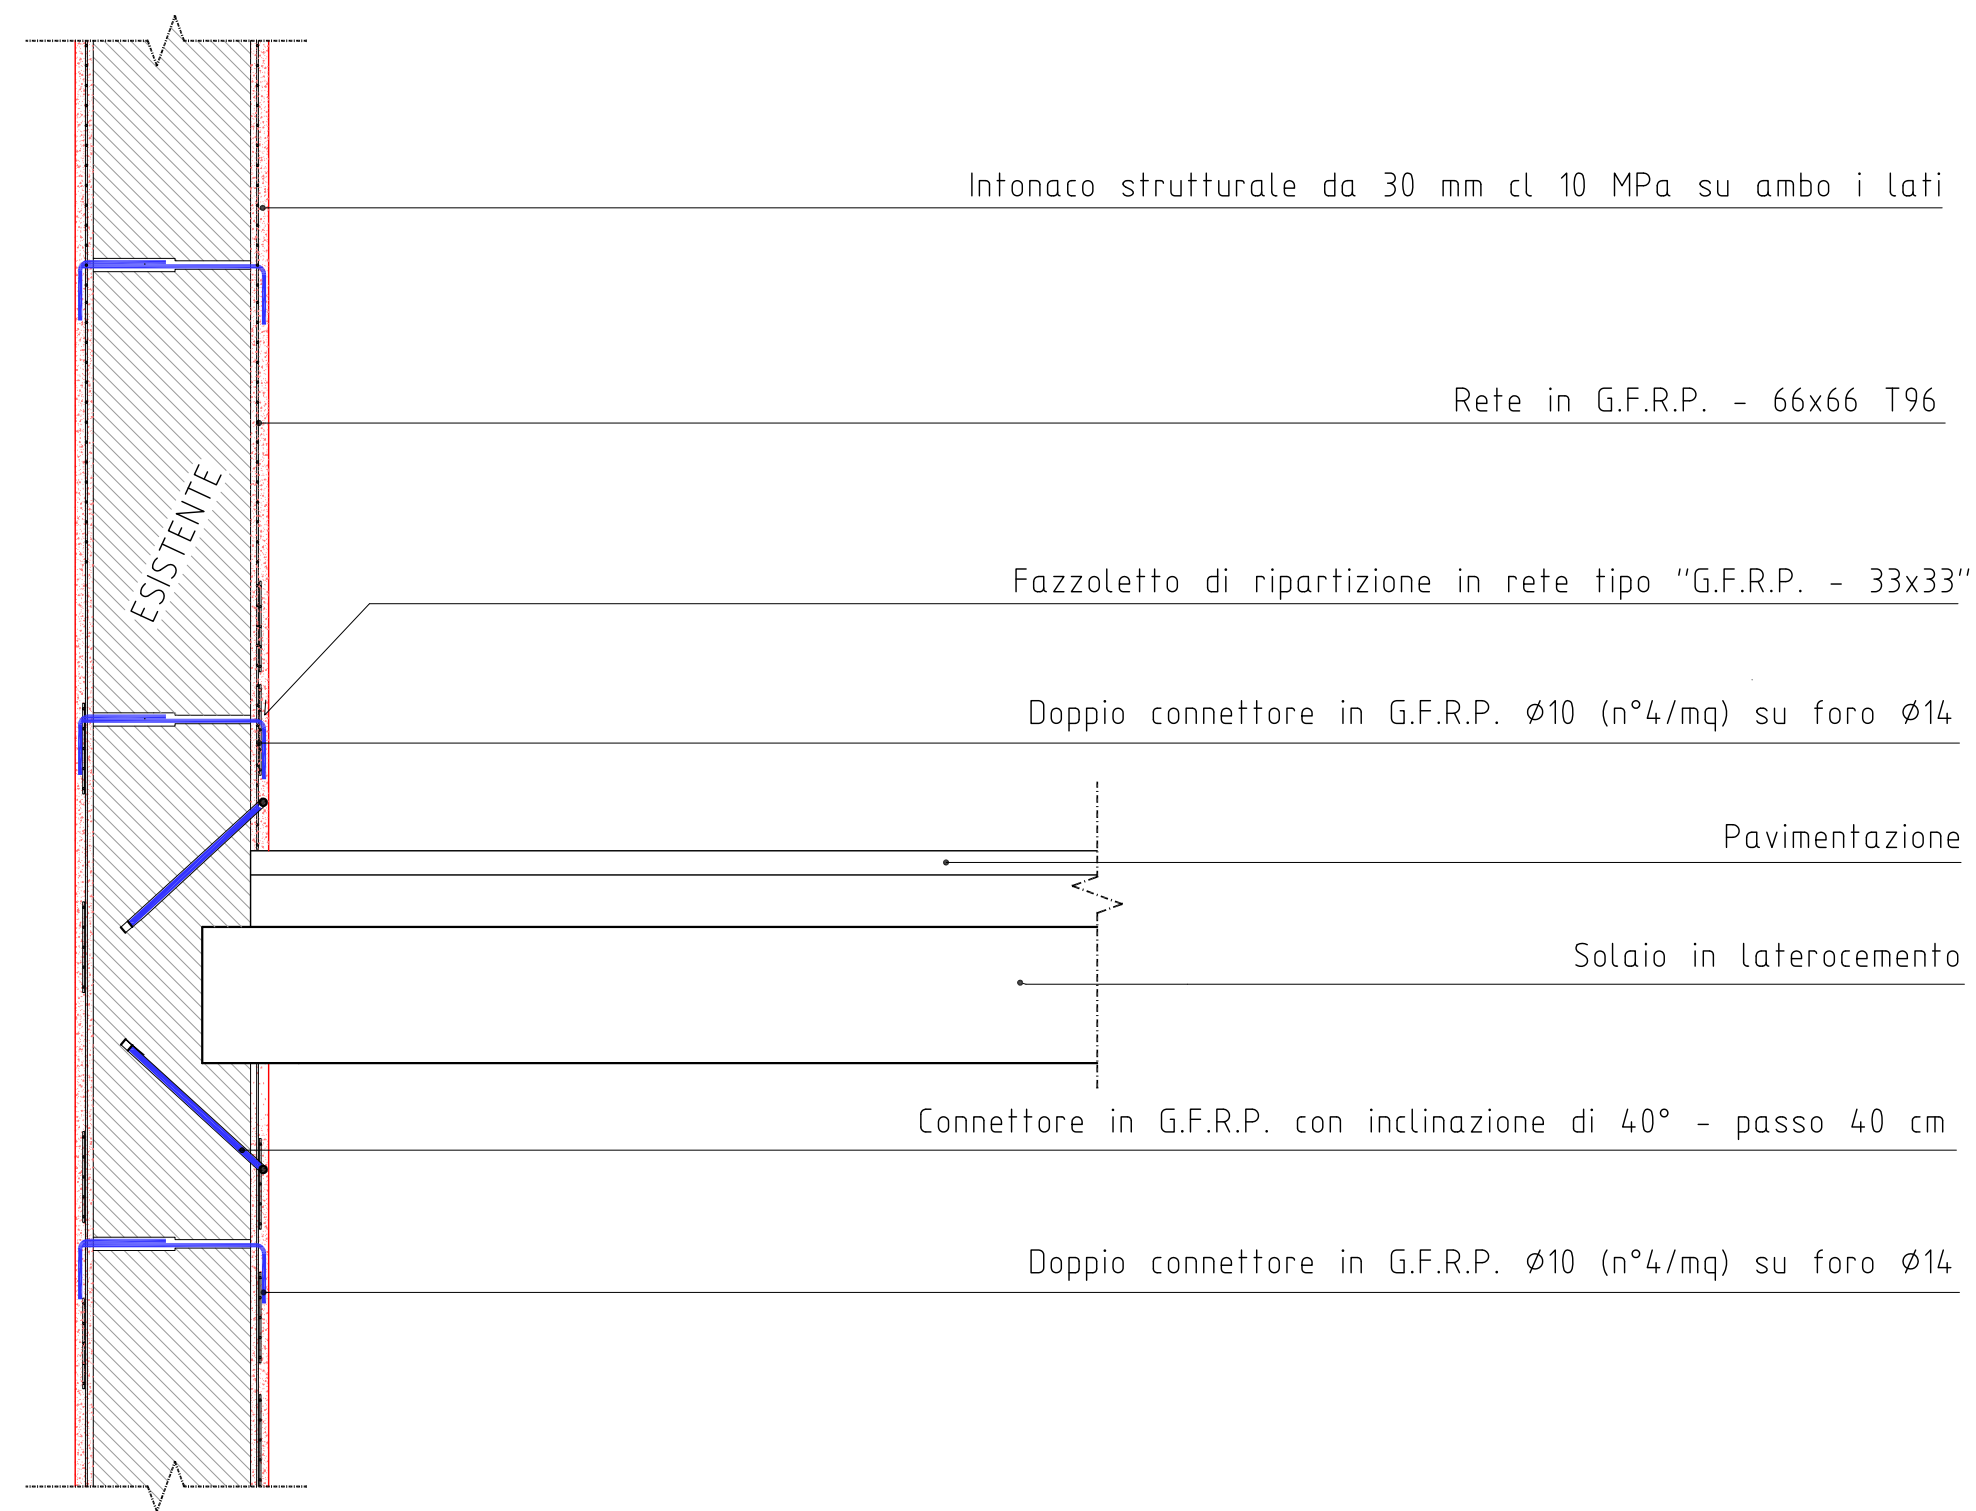 Intonaco strutturale da 30 mm cl 10 MPa su ambo i lati
Rete in G.F.R.P. - 66x66 T96
ESISTENTE
Fazzoletto di ripartizione in rete tipo "G.F.R.P. - 33x33"
Doppio connettore in G.F.R.P. Ø10 (n°4/mq) su foro Ø14
Pavimentazione
Solaio in laterocemento
Connettore in G.F.R.P. con inclinazione di 40° - passo 40 cm
Doppio connettore in G.F.R.P. Ø10 (n°4/mq) su foro Ø14